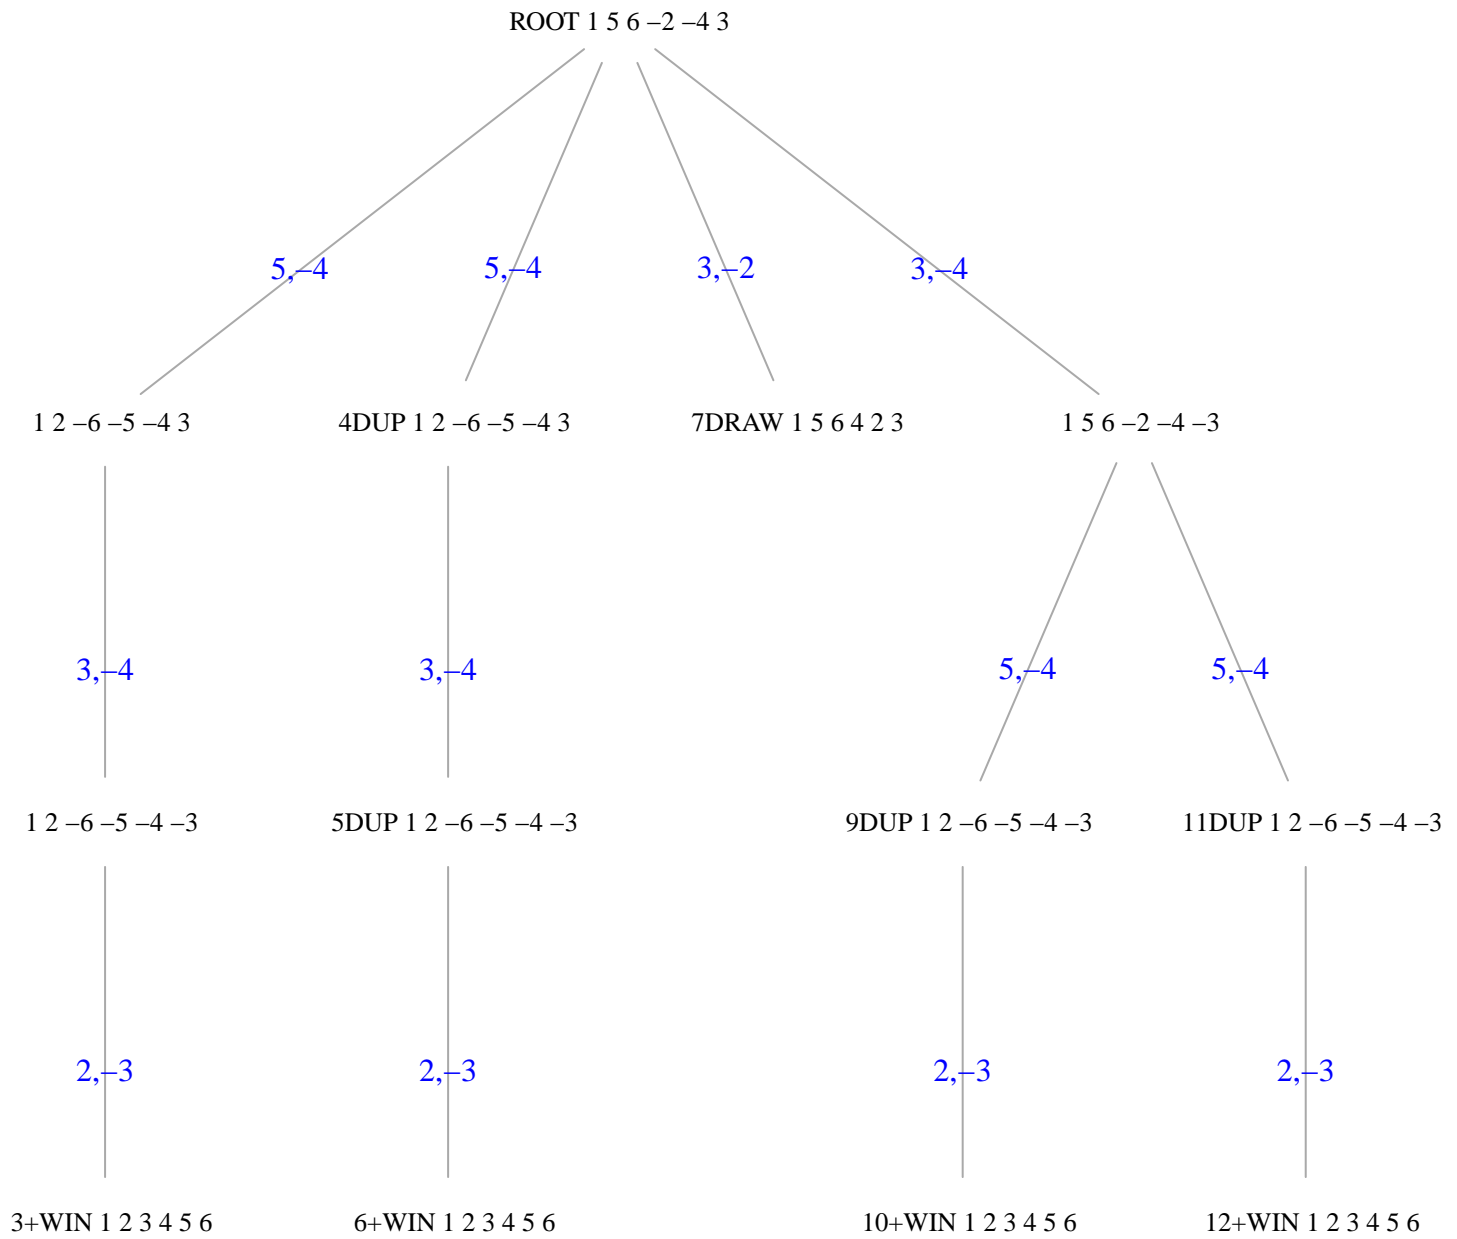 ROOT 1 5 6 –2 –4 3
5,–4
5,–4
3,–2
3,–4
1 2 –6 –5 –4 3
4DUP 1 2 –6 –5 –4 3
7DRAW 1 5 6 4 2 3
1 5 6 –2 –4 –3
3,–4
3,–4
5,–4
5,–4
1 2 –6 –5 –4 –3
5DUP 1 2 –6 –5 –4 –3
9DUP 1 2 –6 –5 –4 –3
11DUP 1 2 –6 –5 –4 –3
2,–3
2,–3
2,–3
2,–3
3+WIN 1 2 3 4 5 6
6+WIN 1 2 3 4 5 6
10+WIN 1 2 3 4 5 6
12+WIN 1 2 3 4 5 6